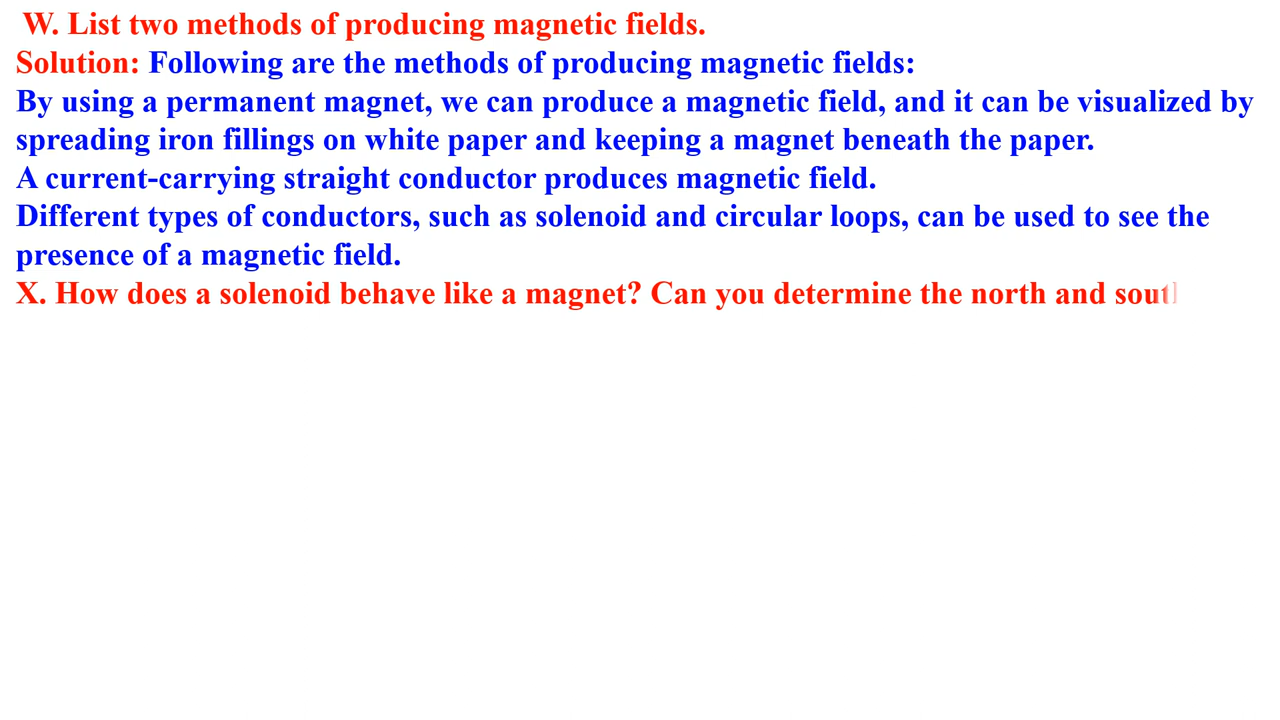 W. List two methods of producing magnetic fields.
Solution: Following are the methods of producing magnetic fields:
By using a permanent magnet, we can produce a magnetic field, and it can be visualized by
spreading iron fillings on white paper and keeping a magnet beneath the paper.
A current-carrying straight conductor produces magnetic field.
Different types of conductors, such as solenoid and circular loops, can be used to see the
presence of a magnetic field.
X. How does a solenoid behave like a magnet? Can you determine the north and